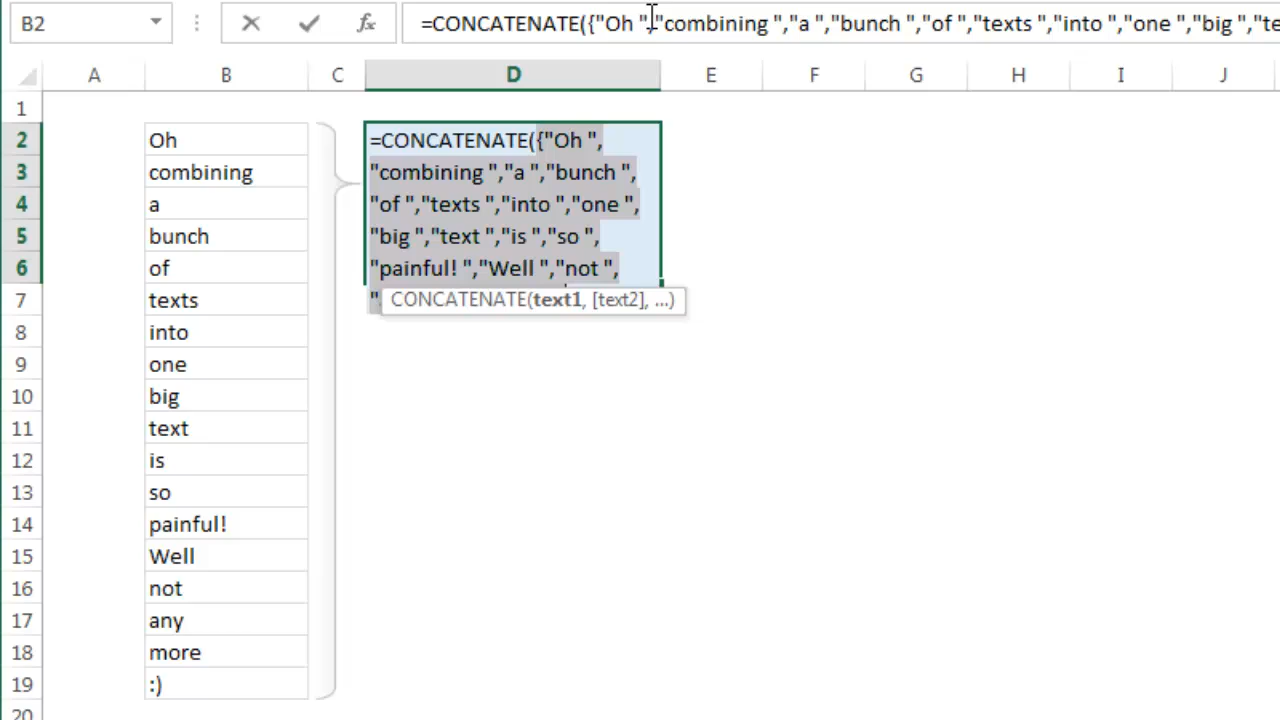 B2
fx
=CONCATENATE({"Oh ","combining ","a ","bunch ","of ","texts ","into ","one ","big ","te
A B C D E F G H I J
1
2 Oh =CONCATENATE({"Oh ",
3 combining "combining ","a ","bunch ",
4 a "of ","texts ","into ","one ",
5 bunch "big ","text ","is ","so ",
6 of "painful! ","Well ","not ",
7 texts " CONCATENATE(text1, [text2], ...)
8 into
9 one
10 big
11 text
12 is
13 so
14 painful!
15 Well
16 not
17 any
18 more
19 :)
20